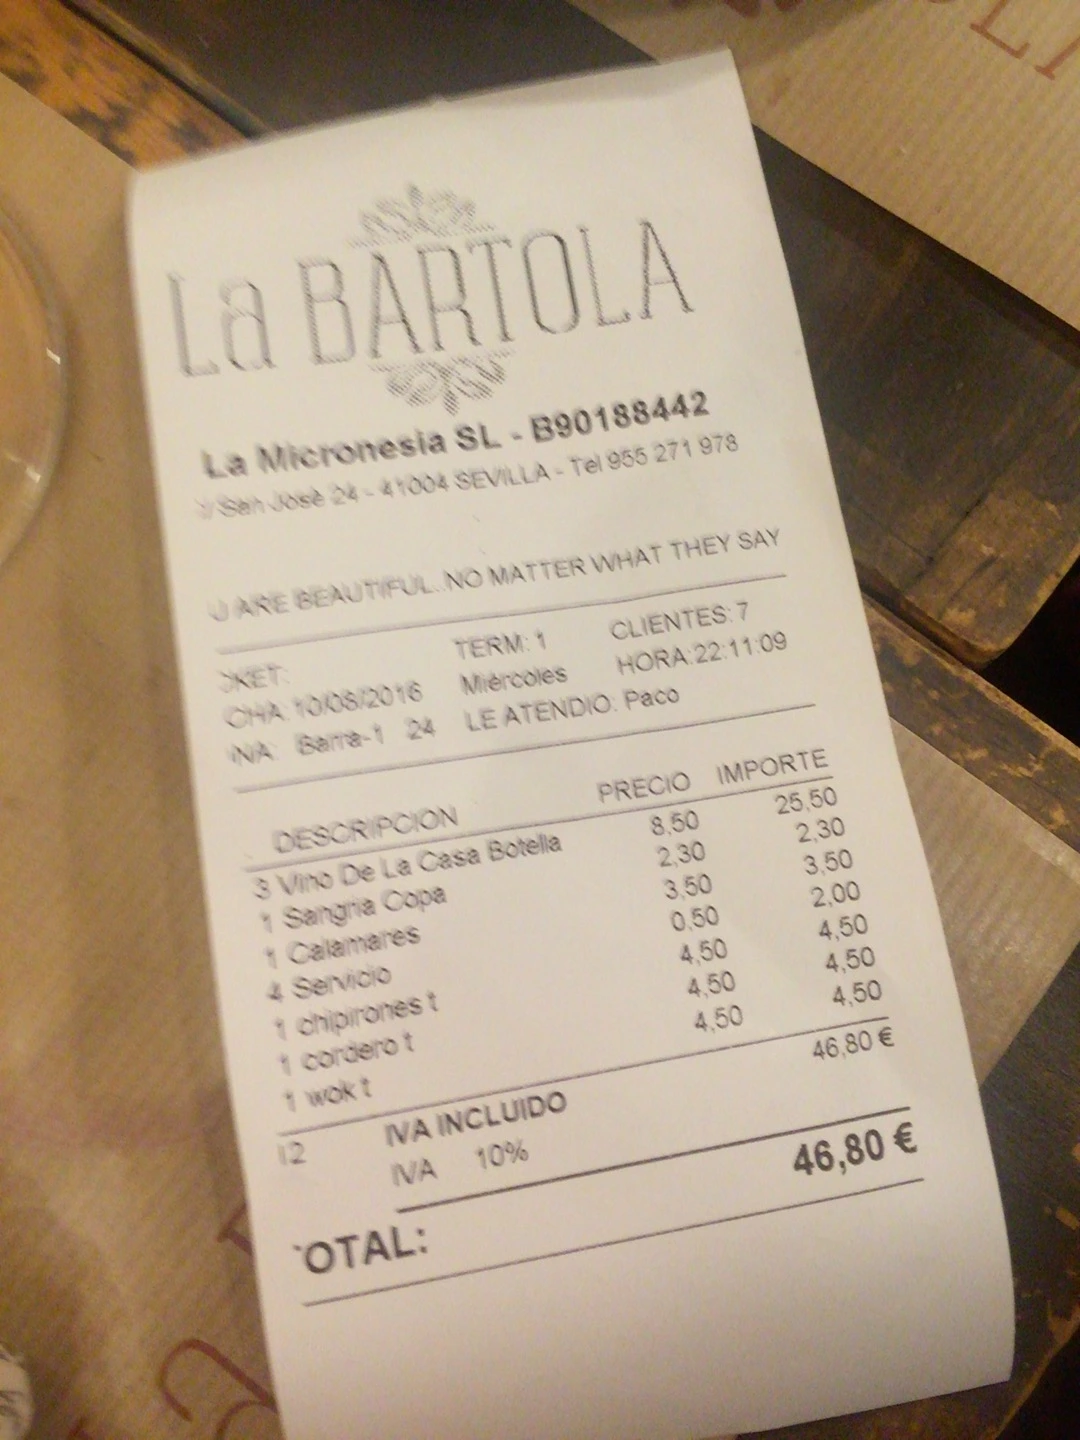 La BARTOLA
La Micronesia SL - B90188442
/ San José 24 - 41004 SEVILLA - Tel 955 271 978
U ARE BEAUTIFUL..NO MATTER WHAT THEY SAY
CKET: TERM: 1 CLIENTES: 7
CHA: 10/08/2016 Miércoles HORA:22:11:09
NA: Barra-1 24 LE ATENDIO: Paco
DESCRIPCION PRECIO IMPORTE
3 Vino De La Casa Botella 8,50 25,50
1 Sangria Copa 2,30 2,30
1 Calamares 3,50 3,50
4 Servicio 0,50 2,00
1 chipirones t 4,50 4,50
1 cordero t 4,50 4,50
1 wok t 4,50 4,50
12 IVA INCLUIDO 46,80 €
IVA 10%
OTAL: 46,80 €